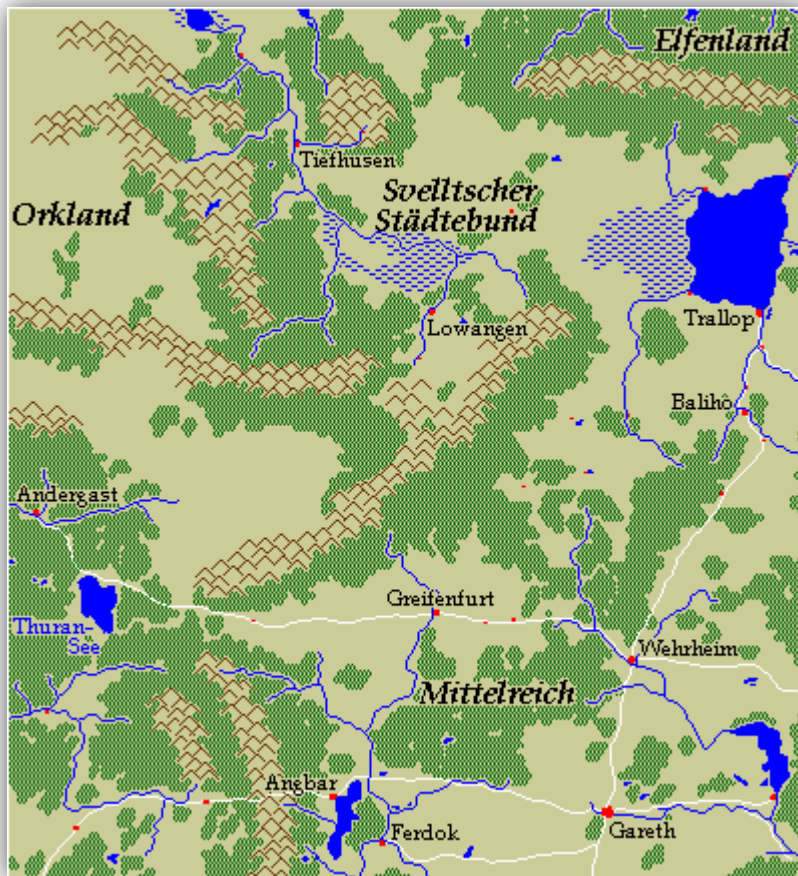 Elfenland
Tiefhusen
Svelltscher
Städtebund
Orkland
Trallop
Lowangen
Baliho
Andergast
Greifenfurt
Thuran-
See
Wehrheim
Mittelreich
Angbar
Ferdok
Gareth